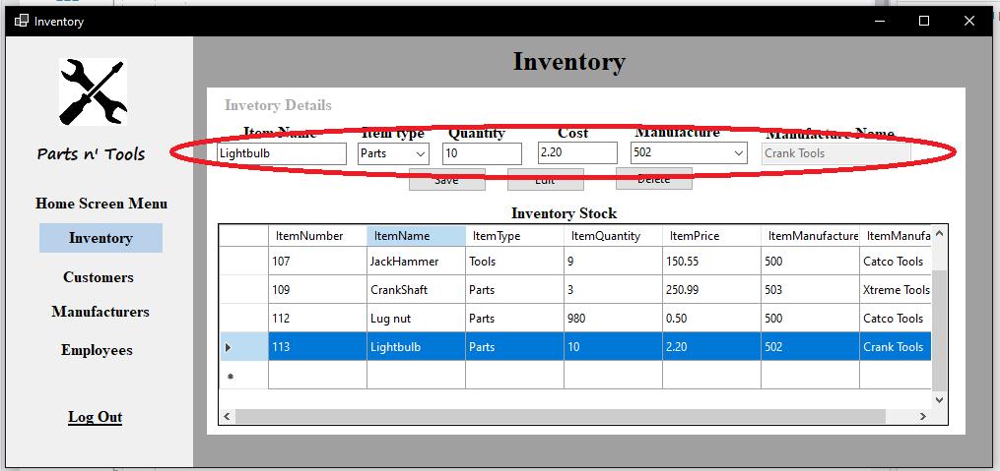 Inventory
Inventory
Invetory Details
Item Name Item type Quantity Cost Manufacture Manufacture Name
Lightbulb Parts 10 2.20 502 Crank Tools
Save Edit Delete
Parts n' Tools
Home Screen Menu
Inventory
Customers
Manufacturers
Employees
Log Out
Inventory Stock
ItemNumber ItemName ItemType ItemQuantity ItemPrice ItemManufacture ItemManufa
107 JackHammer Tools 9 150.55 500 Catco Tools
109 CrankShaft Parts 3 250.99 503 Xtreme Tools
112 Lug nut Parts 980 0.50 500 Catco Tools
113 Lightbulb Parts 10 2.20 502 Crank Tools